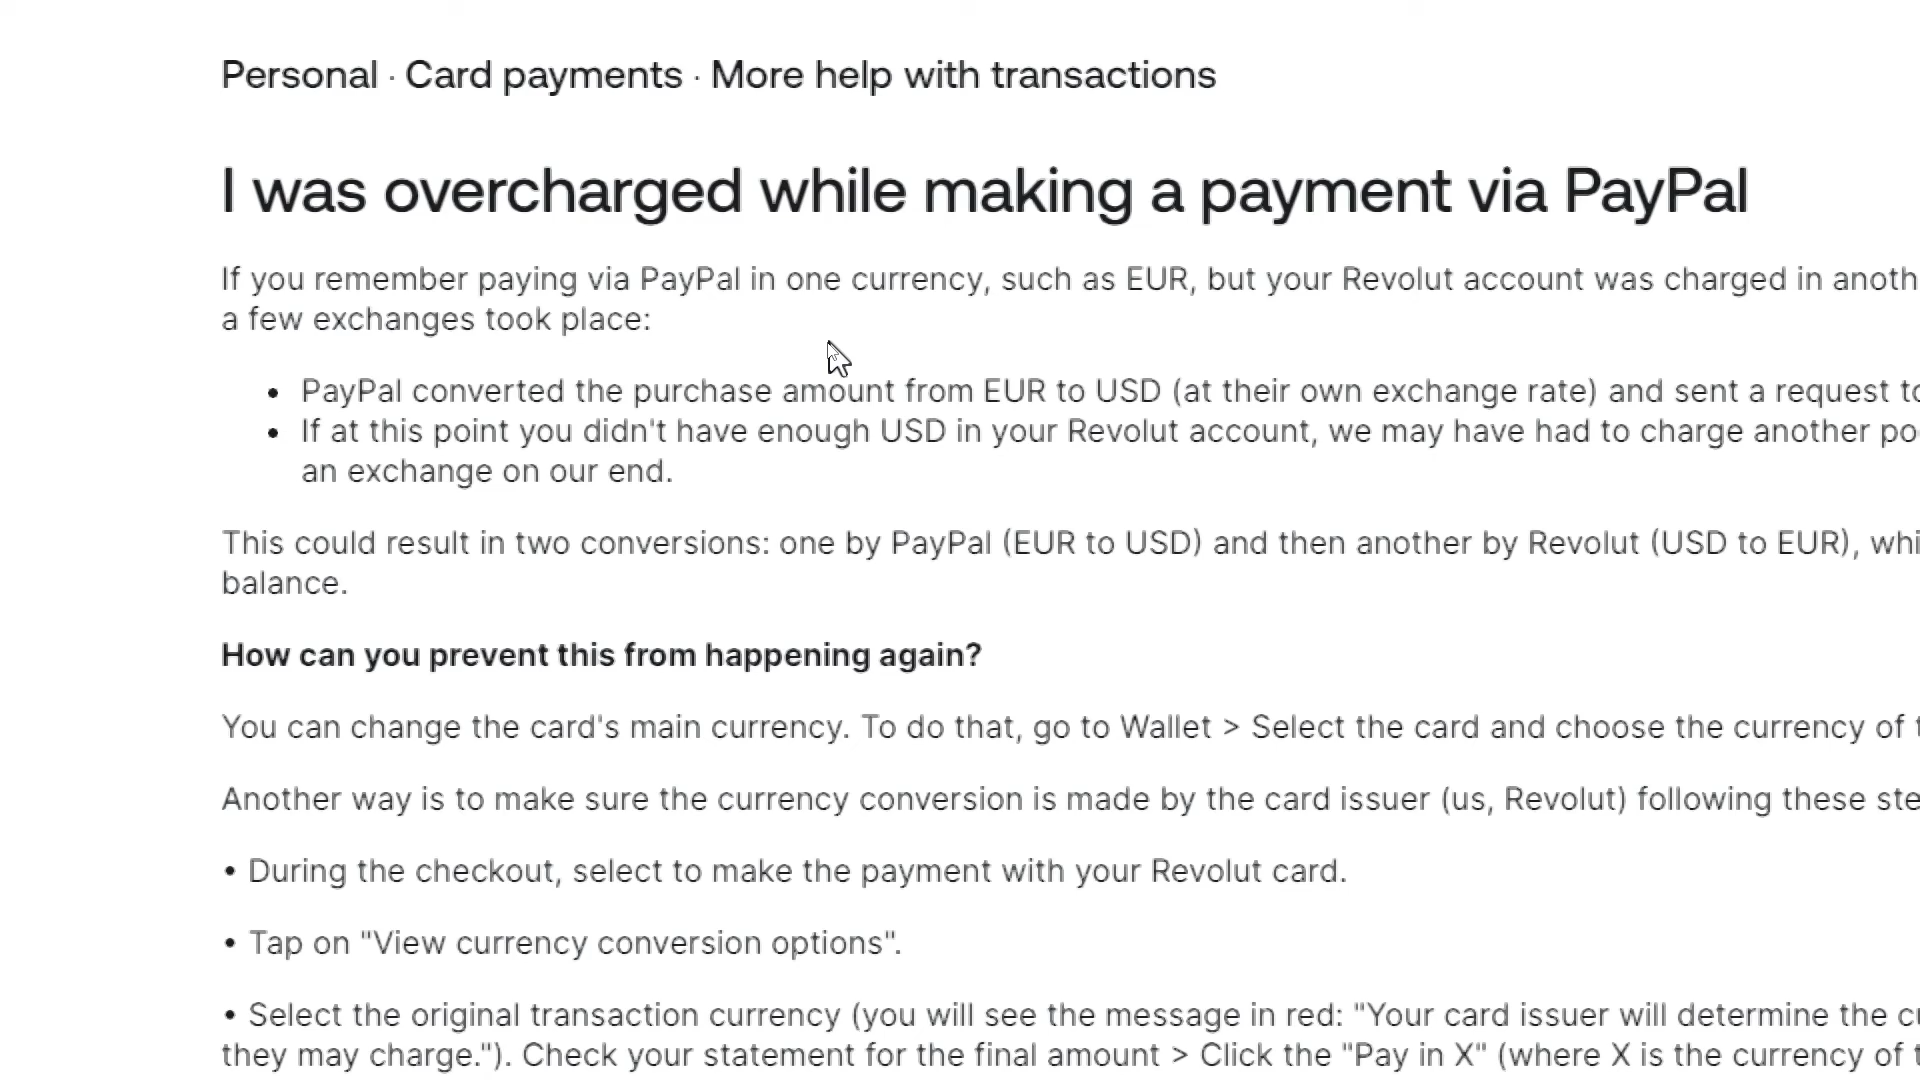 Personal · Card payments · More help with transactions
I was overcharged while making a payment via PayPal
If you remember paying via PayPal in one currency, such as EUR, but your Revolut account was charged in
a few exchanges took place:
• PayPal converted the purchase amount from EUR to USD (at their own exchange rate) and sent a request
• If at this point you didn't have enough USD in your Revolut account, we may have had to charge another
an exchange on our end.
This could result in two conversions: one by PayPal (EUR to USD) and then another by Revolut (USD to EUR),
balance.
How can you prevent this from happening again?
You can change the card's main currency. To do that, go to Wallet > Select the card and choose the currency of
Another way is to make sure the currency conversion is made by the card issuer (us, Revolut) following these
• During the checkout, select to make the payment with your Revolut card.
• Tap on "View currency conversion options".
• Select the original transaction currency (you will see the message in red: "Your card issuer will determine the
they may charge."). Check your statement for the final amount > Click the "Pay in X" (where X is the currency of